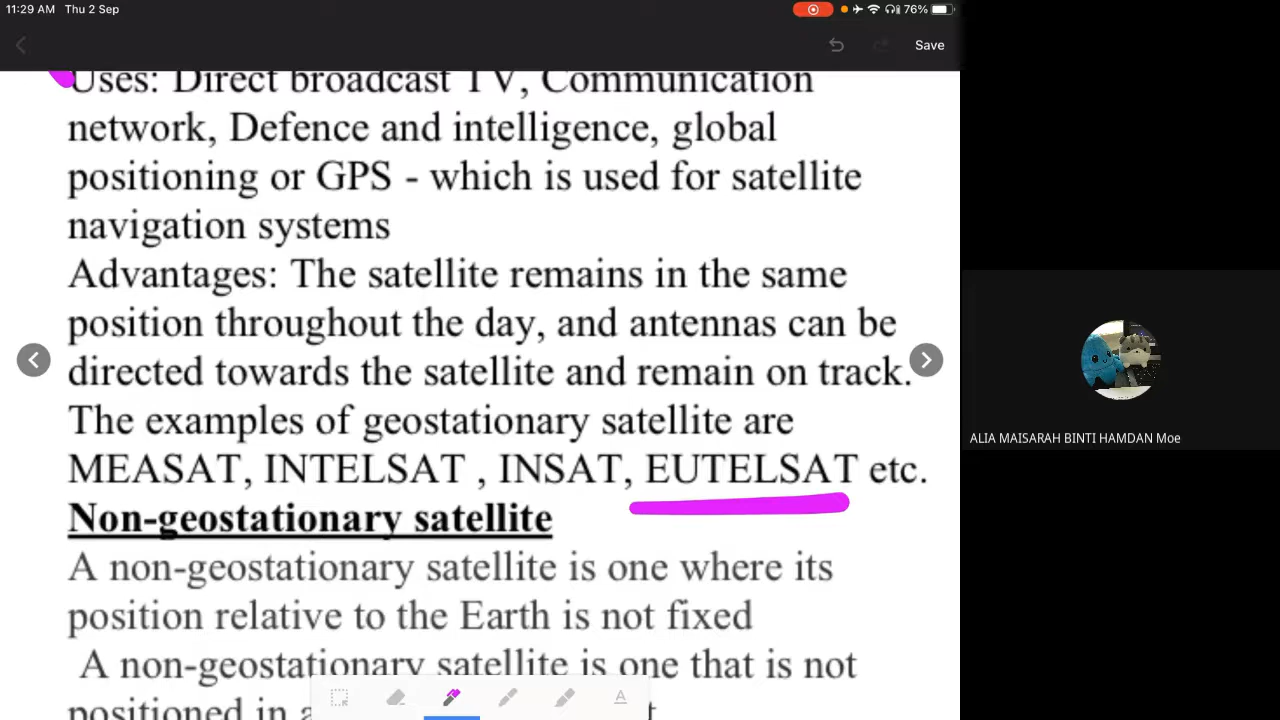 11:29 AM Thu 2 Sep
76%
Save
Uses: Direct broadcast TV, Communication
network, Defence and intelligence, global
positioning or GPS - which is used for satellite
navigation systems
Advantages: The satellite remains in the same
position throughout the day, and antennas can be
directed towards the satellite and remain on track.
The examples of geostationary satellite are
MEASAT, INTELSAT , INSAT, EUTELSAT etc.
Non-geostationary satellite
A non-geostationary satellite is one where its
position relative to the Earth is not fixed
A non-geostationary satellite is one that is not
positioned in
A
ALIA MAISARAH BINTI HAMDAN Moe